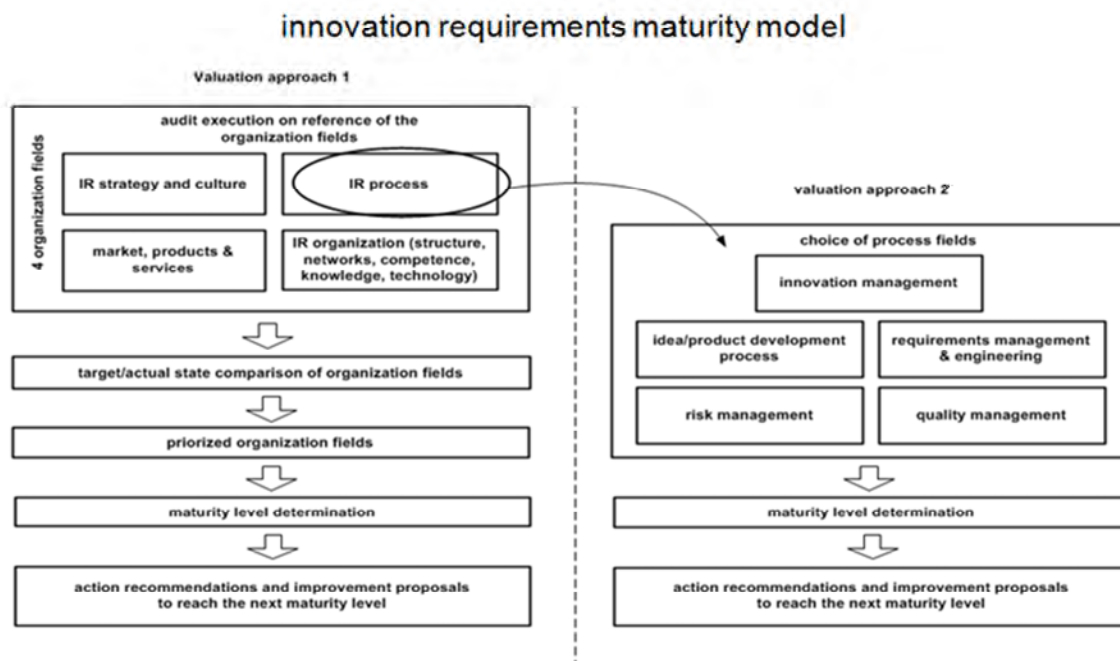 innovation requirements maturity model
Valuation approach 1
audit execution on reference of the
organization fields
4 organization fields
IR strategy and culture
IR process
market, products &
services
IR organization (structure,
networks, competence,
knowledge, technology)
target/actual state comparison of organization fields
priorized organization fields
maturity level determination
action recommendations and improvement proposals
to reach the next maturity level
valuation approach 2
choice of process fields
innovation management
idea/product development
process
requirements management
& engineering
risk management
quality management
maturity level determination
action recommendations and improvement proposals
to reach the next maturity level